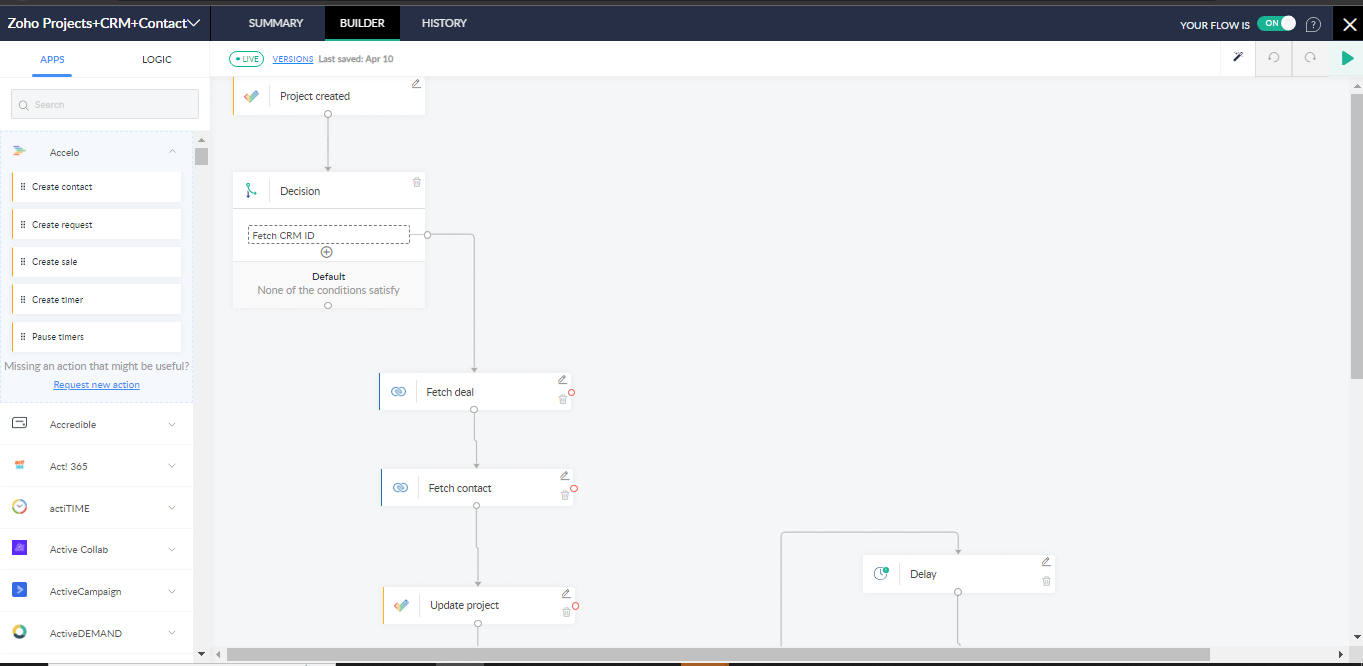 Zoho Projects+CRM+Contact
SUMMARY
BUILDER
HISTORY
YOUR FLOW IS
ON
?
APPS
LOGIC
LIVE
VERSIONS
Last saved: Apr 10
Search
Accelo
Create contact
Create request
Create sale
Create timer
Pause timers
Missing an action that might be useful?
Request new action
Accredible
Act! 365
actiTIME
Active Collab
ActiveCampaign
ActiveDEMAND
Project created
Decision
Fetch CRM ID
Default
None of the conditions satisfy
Fetch deal
Fetch contact
Update project
Delay